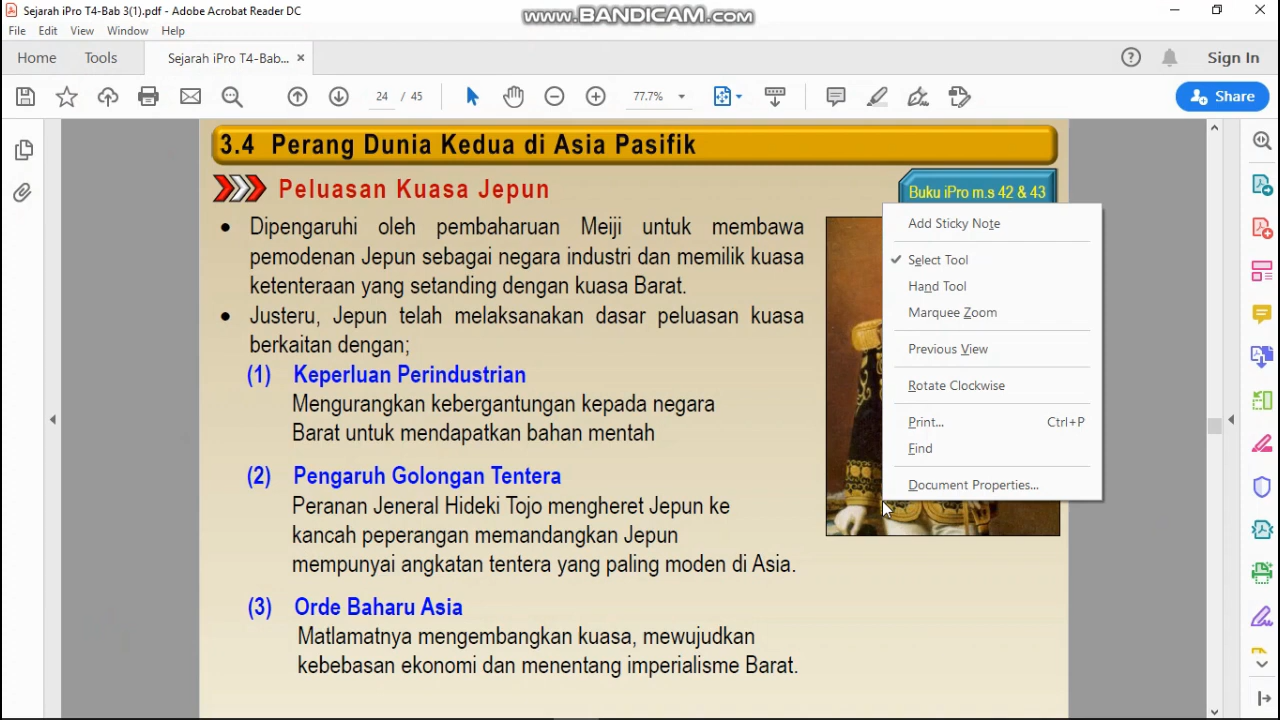 Sejarah iPro T4-Bab 3(1).pdf - Adobe Acrobat Reader DC
www.BANDICAM.com
File Edit View Window Help
Home Tools Sejarah iPro T4-Bab... × Sign In
24 / 45 77.7% Share
3.4 Perang Dunia Kedua di Asia Pasifik
Peluasan Kuasa Jepun
Buku iPro m.s 42 & 43
• Dipengaruhi oleh pembaharuan Meiji untuk membawa
pemodenan Jepun sebagai negara industri dan memilik kuasa
ketenteraan yang setanding dengan kuasa Barat.
• Justeru, Jepun telah melaksanakan dasar peluasan kuasa
berkaitan dengan;
(1) Keperluan Perindustrian
Mengurangkan kebergantungan kepada negara
Barat untuk mendapatkan bahan mentah
(2) Pengaruh Golongan Tentera
Peranan Jeneral Hideki Tojo mengheret Jepun ke
kancah peperangan memandangkan Jepun
mempunyai angkatan tentera yang paling moden di Asia.
(3) Orde Baharu Asia
Matlamatnya mengembangkan kuasa, mewujudkan
kebebasan ekonomi dan menentang imperialisme Barat.
Add Sticky Note
Select Tool
Hand Tool
Marquee Zoom
Previous View
Rotate Clockwise
Print... Ctrl+P
Find
Document Properties...